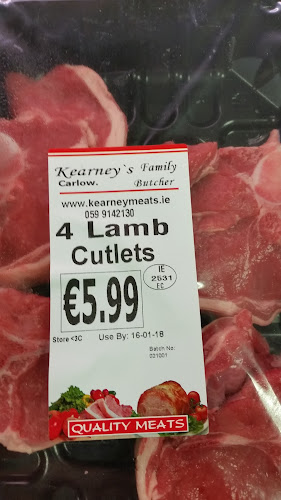 Kearney`s Family
Carlow. Butcher
www.kearneymeats.ie
059 9142130
4 Lamb
Cutlets
€5.99
IE
2531
EC
Store <3C Use By: 16-01-18
Batch No:
021001
QUALITY MEATS